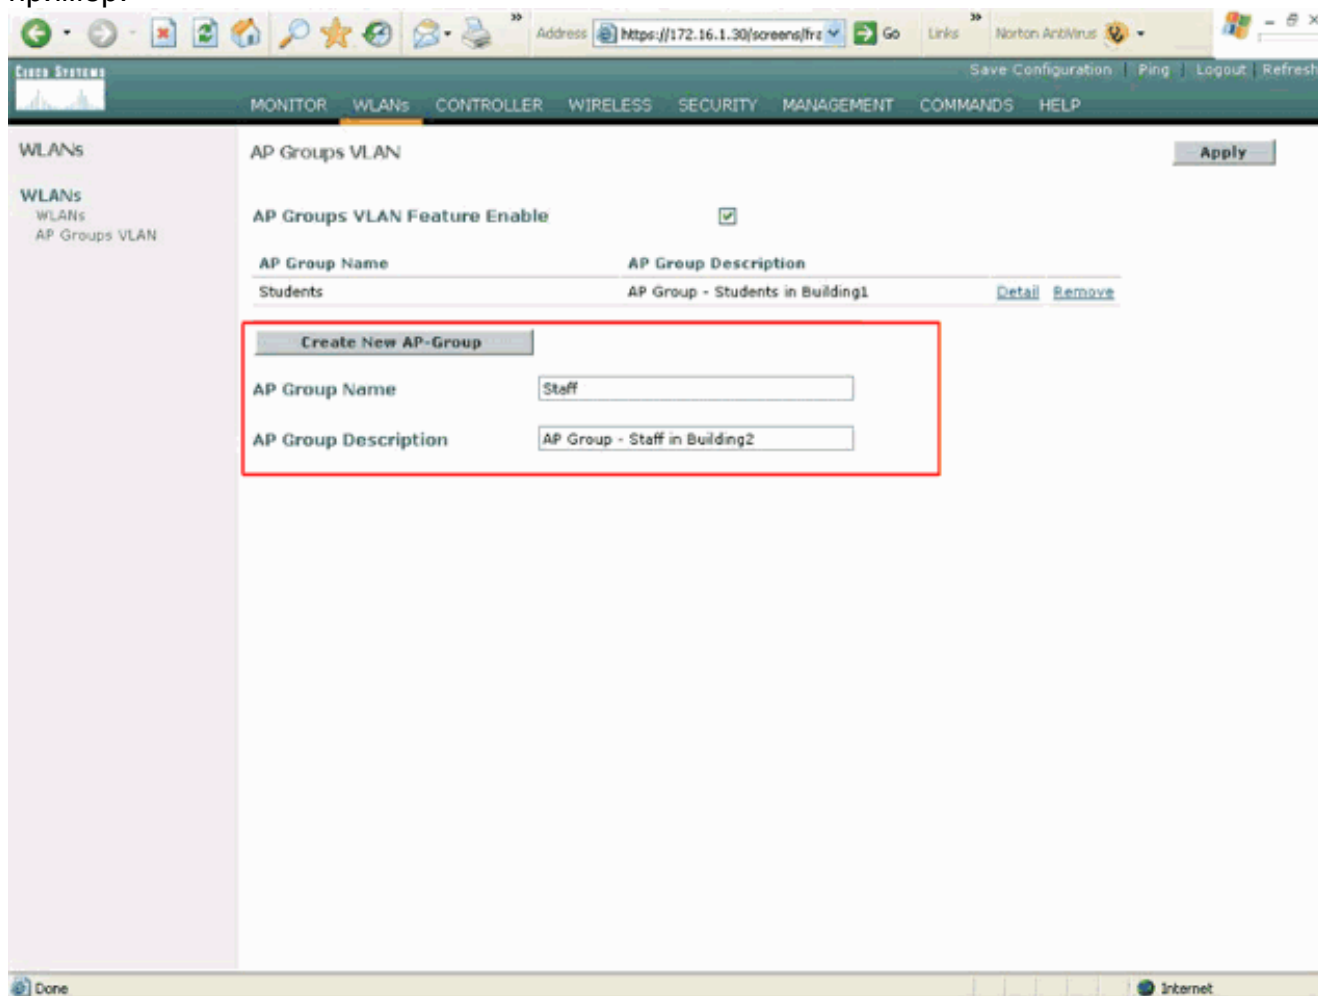 пример:
Address https://172.16.1.30/screens/fra Go Links Norton AntiVirus
CISCO SYSTEMS
Save Configuration | Ping | Logout | Refresh
MONITOR WLANs CONTROLLER WIRELESS SECURITY MANAGEMENT COMMANDS HELP
WLANs
AP Groups VLAN
Apply
WLANs
WLANs
AP Groups VLAN
AP Groups VLAN Feature Enable
AP Group Name AP Group Description
Students AP Group - Students in Building1 Detail Remove
Create New AP-Group
AP Group Name Staff
AP Group Description AP Group - Staff in Building2
Done Internet